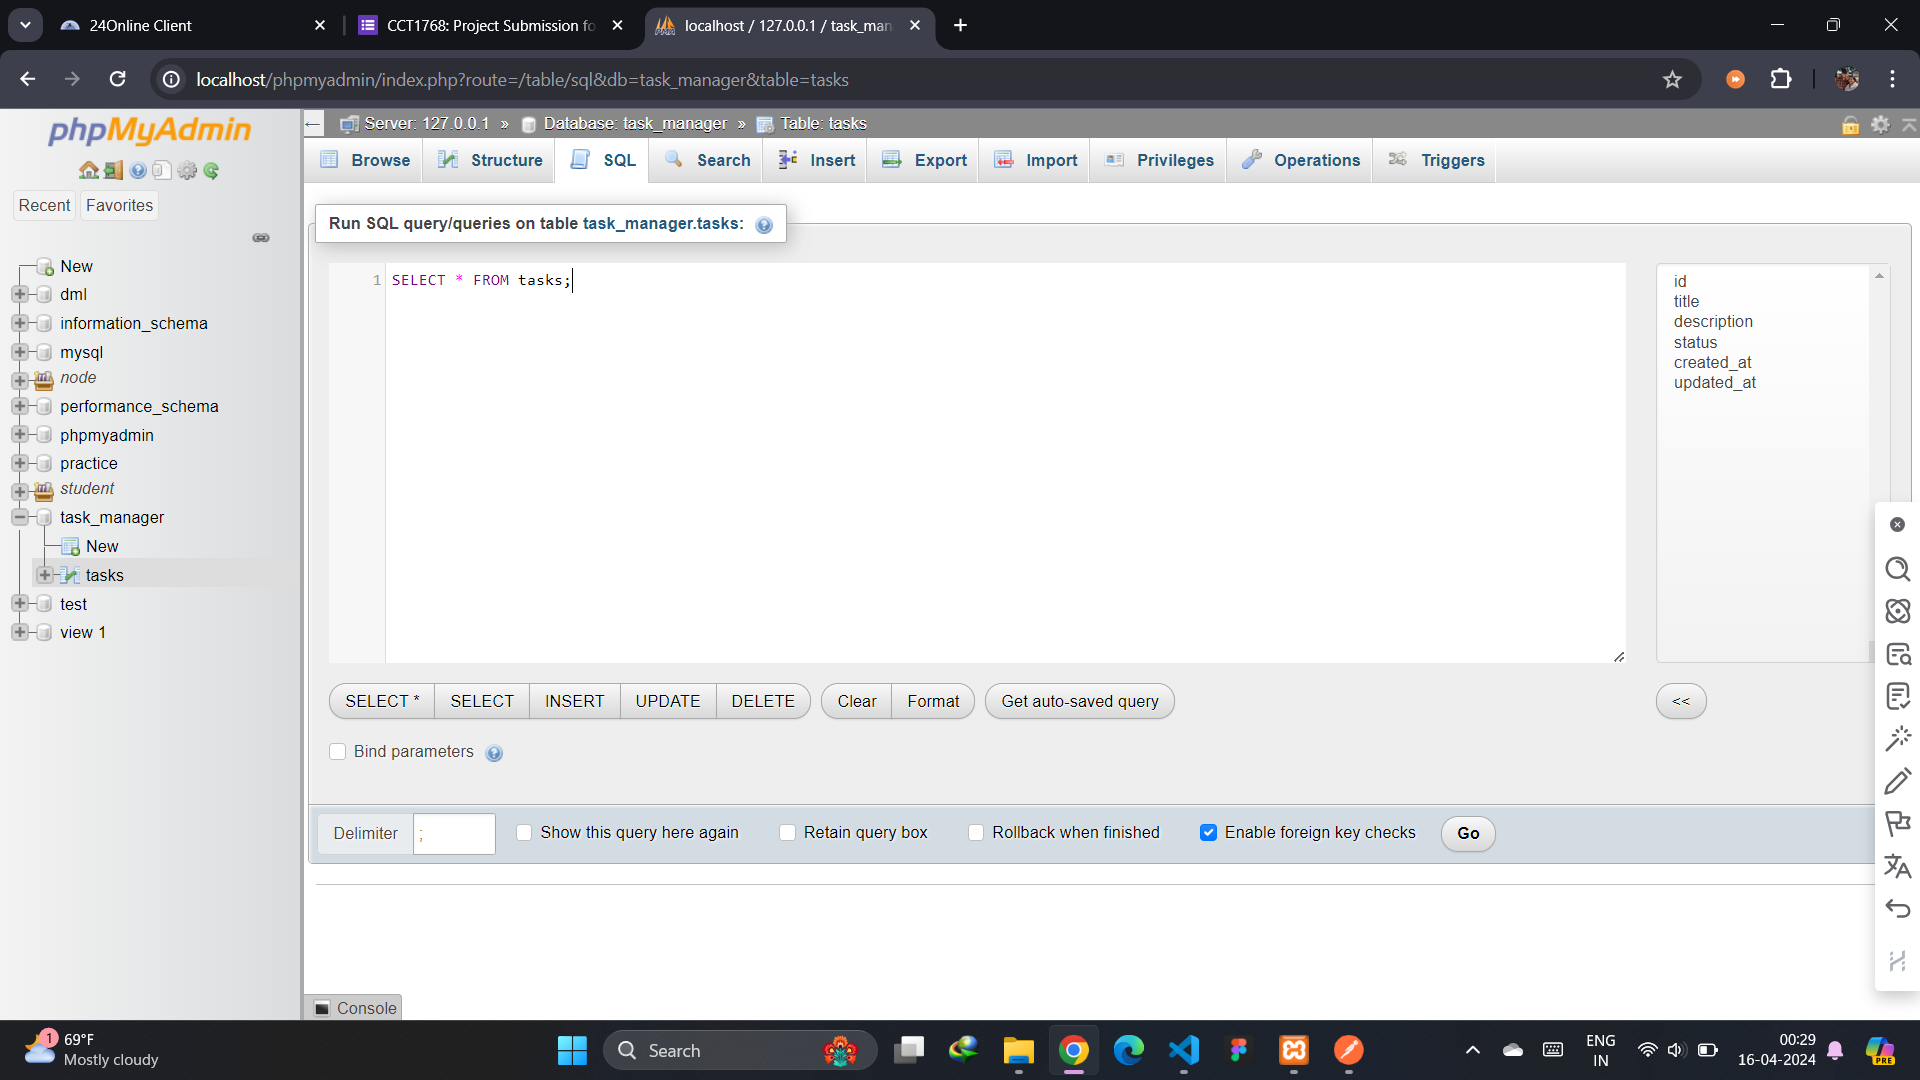 24Online Client
CCT1768: Project Submission fo
localhost / 127.0.0.1 / task_man
localhost/phpmyadmin/index.php?route=/table/sql&db=task_manager&table=tasks
phpMyAdmin
Recent
Favorites
New
dml
information_schema
mysql
node
performance_schema
phpmyadmin
practice
student
task_manager
New
tasks
test
view 1
Server: 127.0.0.1 » Database: task_manager » Table: tasks
Browse
Structure
SQL
Search
Insert
Export
Import
Privileges
Operations
Triggers
Run SQL query/queries on table task_manager.tasks:
1 SELECT * FROM tasks;
id
title
description
status
created_at
updated_at
SELECT *
SELECT
INSERT
UPDATE
DELETE
Clear
Format
Get auto-saved query
<<
Bind parameters
Delimiter
;
Show this query here again
Retain query box
Rollback when finished
Enable foreign key checks
Go
Console
1
69°F
Mostly cloudy
Search
ENG
IN
00:29
16-04-2024
PRE